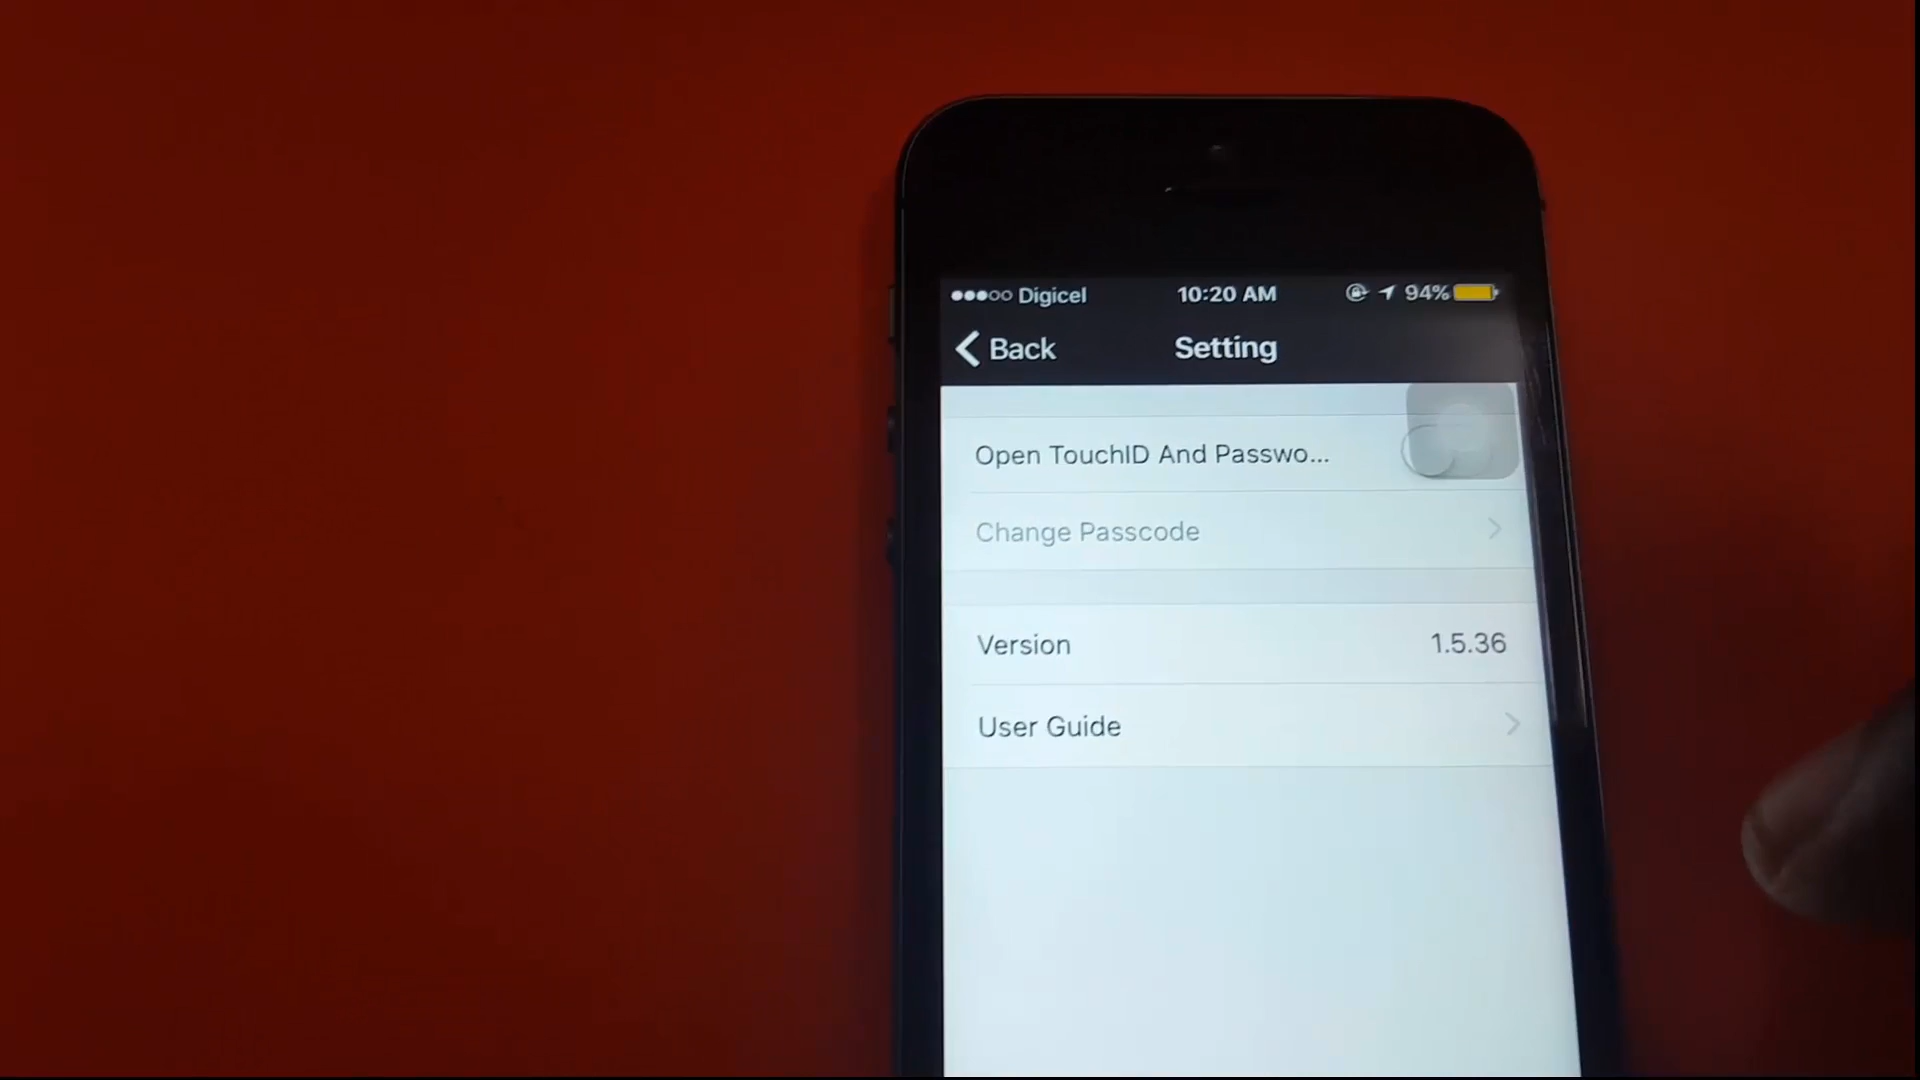 Digicel 10:20 AM 94%
Back Setting
Open TouchID And Passwo...
Change Passcode
Version 1.5.36
User Guide